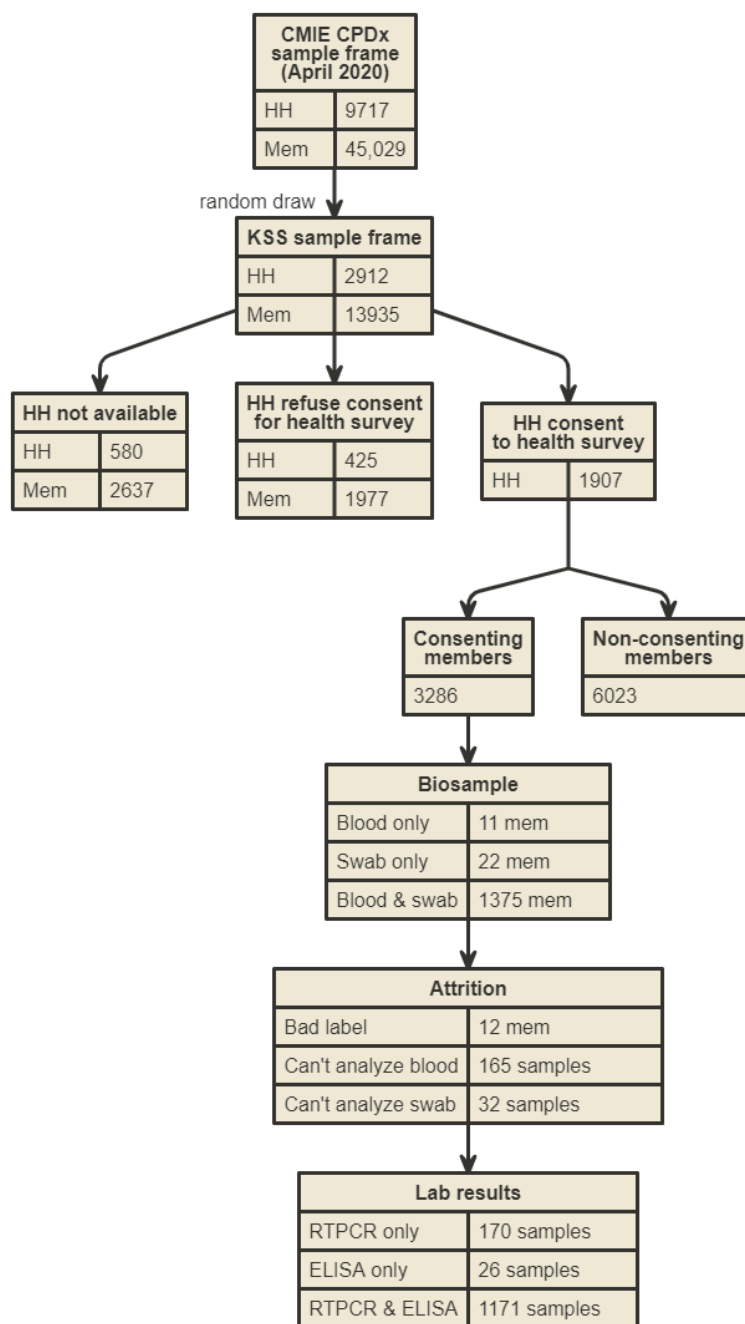 CMIE CPDx
sample frame
(April 2020)
HH 9717
Mem 45,029
random draw
KSS sample frame
HH 2912
Mem 13935
HH not available
HH 580
Mem 2637
HH refuse consent
for health survey
HH 425
Mem 1977
HH consent
to health survey
HH 1907
Consenting
members
3286
Non-consenting
members
6023
Biosample
Blood only 11 mem
Swab only 22 mem
Blood & swab 1375 mem
Attrition
Bad label 12 mem
Can't analyze blood 165 samples
Can't analyze swab 32 samples
Lab results
RTPCR only 170 samples
ELISA only 26 samples
RTPCR & ELISA 1171 samples